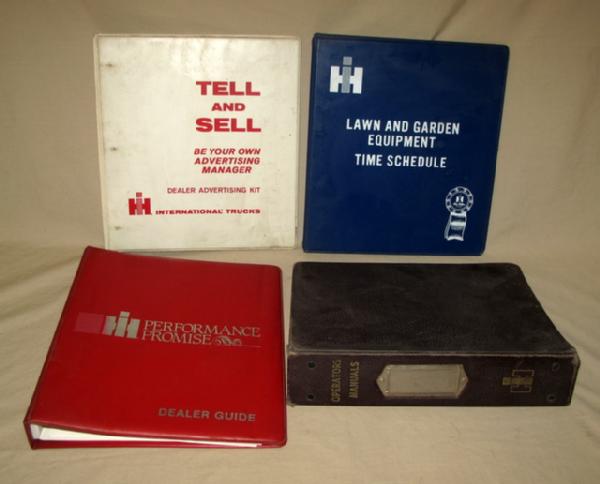 TELL
AND
SELL
BE YOUR OWN
ADVERTISING
MANAGER
DEALER ADVERTISING KIT
IH INTERNATIONAL TRUCKS
IH
LAWN AND GARDEN
EQUIPMENT
TIME SCHEDULE
IH PERFORMANCE
PROMISE
DEALER GUIDE
OPERATORS
MANUALS
IH